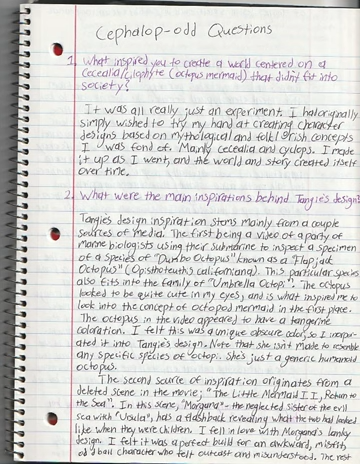 Cephalop-odd Questions
1. What inspired you to create a world centered on a
cecealia/cilophyte (octopus mermaid) that didn't fit into
society?
It was all really just an experiment. I had originally
simply wished to try my hand at creating character
designs based on mythological and folklorish concepts
I was fond of. Mainly cecealia and cyclops. I made
it up as I went, and the world and story created itself
over time.
2. What were the main inspirations behind Tangie's design?
Tangies design inspiration stems mainly from a couple
sources of media. The first being a video of a party of
marine biologists using their submarine to inspect a specimen
of a species of "Dumbo Octopus" known as a "Flapjack
Octopus" (Opisthoteuthis californiana). This particular species
also fits into the family of "Umbrella Octopi". The octopus
looked to be quite cute in my eyes, and is what inspired me to
look into the concept of octopod mermaid in the first place.
The octopus in the video appeared to have a tangerine
coloration. I felt this was a unique obscure color, so I incorpor-
ated it into Tangie's design. Note that she isn't made to resemble
any specific species of octopi. She's just a generic humanoid
octopus.
The second source of inspiration originates from a
deleted scene in the movie; "The Little Mermaid II, Return to
the Sea". In this scene, "Morgana" - the neglected sister of the evil
sea witch "Ursula", has a flashback revealing what the two had looked
like when they were children. I fell in love with Morgana's lanky
design. I felt it was a perfect build for an awkward, misfit,
odd ball character who felt outcast and misunderstood. The rest